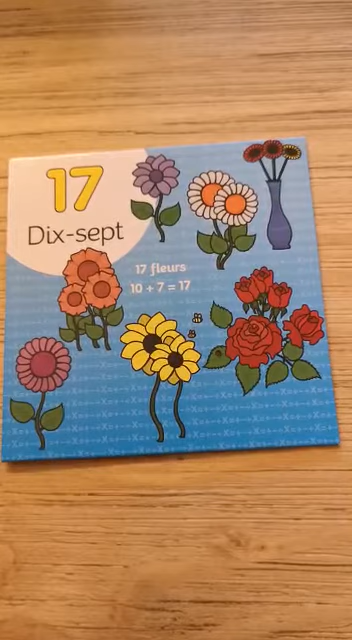 17
Dix-sept
17 fleurs
10 + 7 = 17